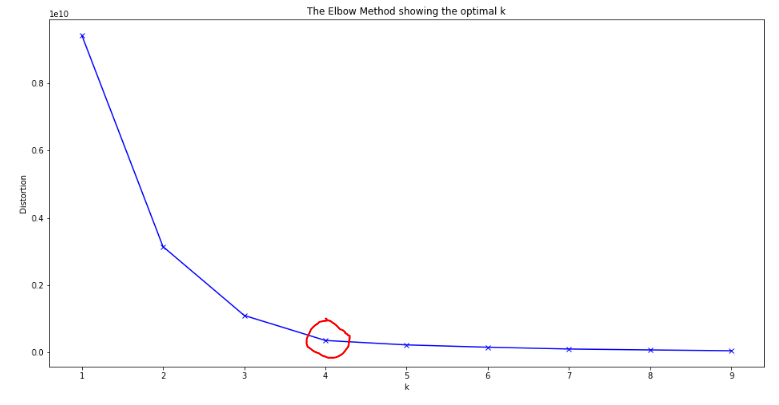 The Elbow Method showing the optimal k
1e10
0.8
0.6
0.4
0.2
0.0
Distortion
1 2 3 4 5 6 7 8 9
k